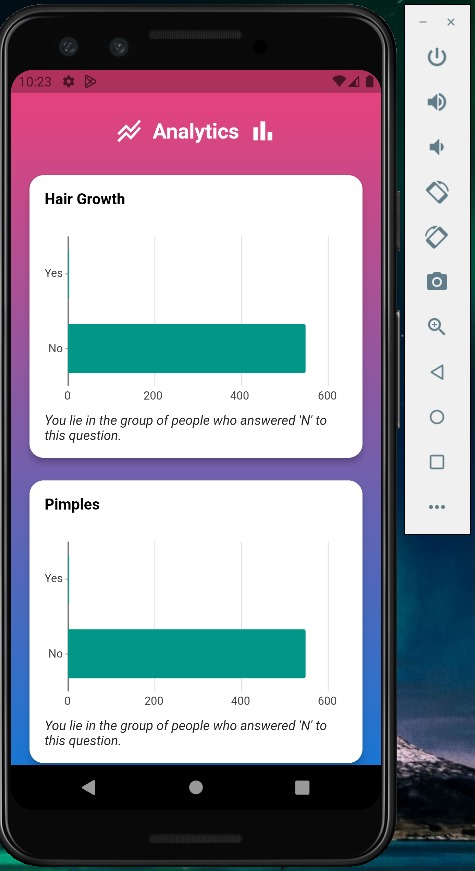 10:23
Analytics
Hair Growth
Yes
No
0 200 400 600
You lie in the group of people who answered 'N' to
this question.
Pimples
Yes
No
0 200 400 600
You lie in the group of people who answered 'N' to
this question.